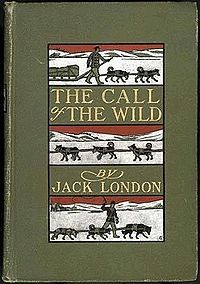 THE CALL
of THE WILD
BY
JACK LONDON